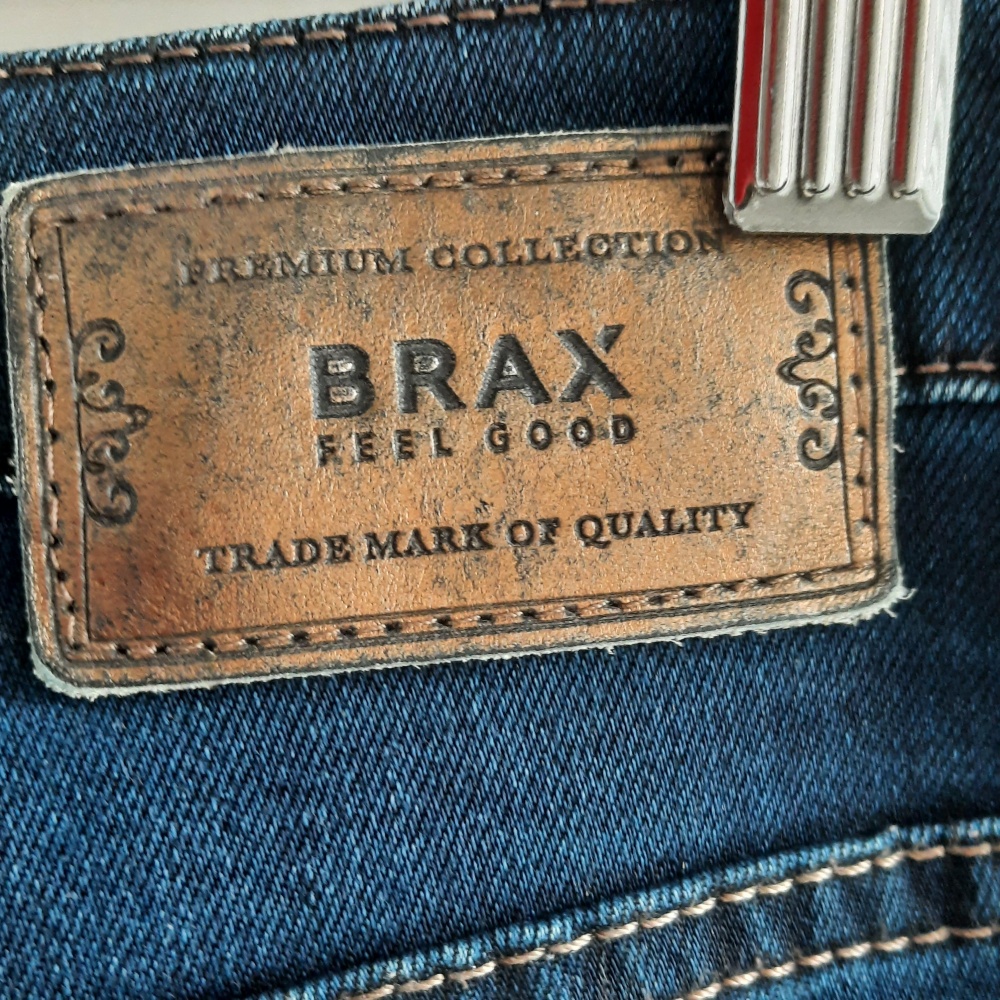 PREMIUM COLLECTION
BRAX
FEEL GOOD
TRADE MARK OF QUALITY